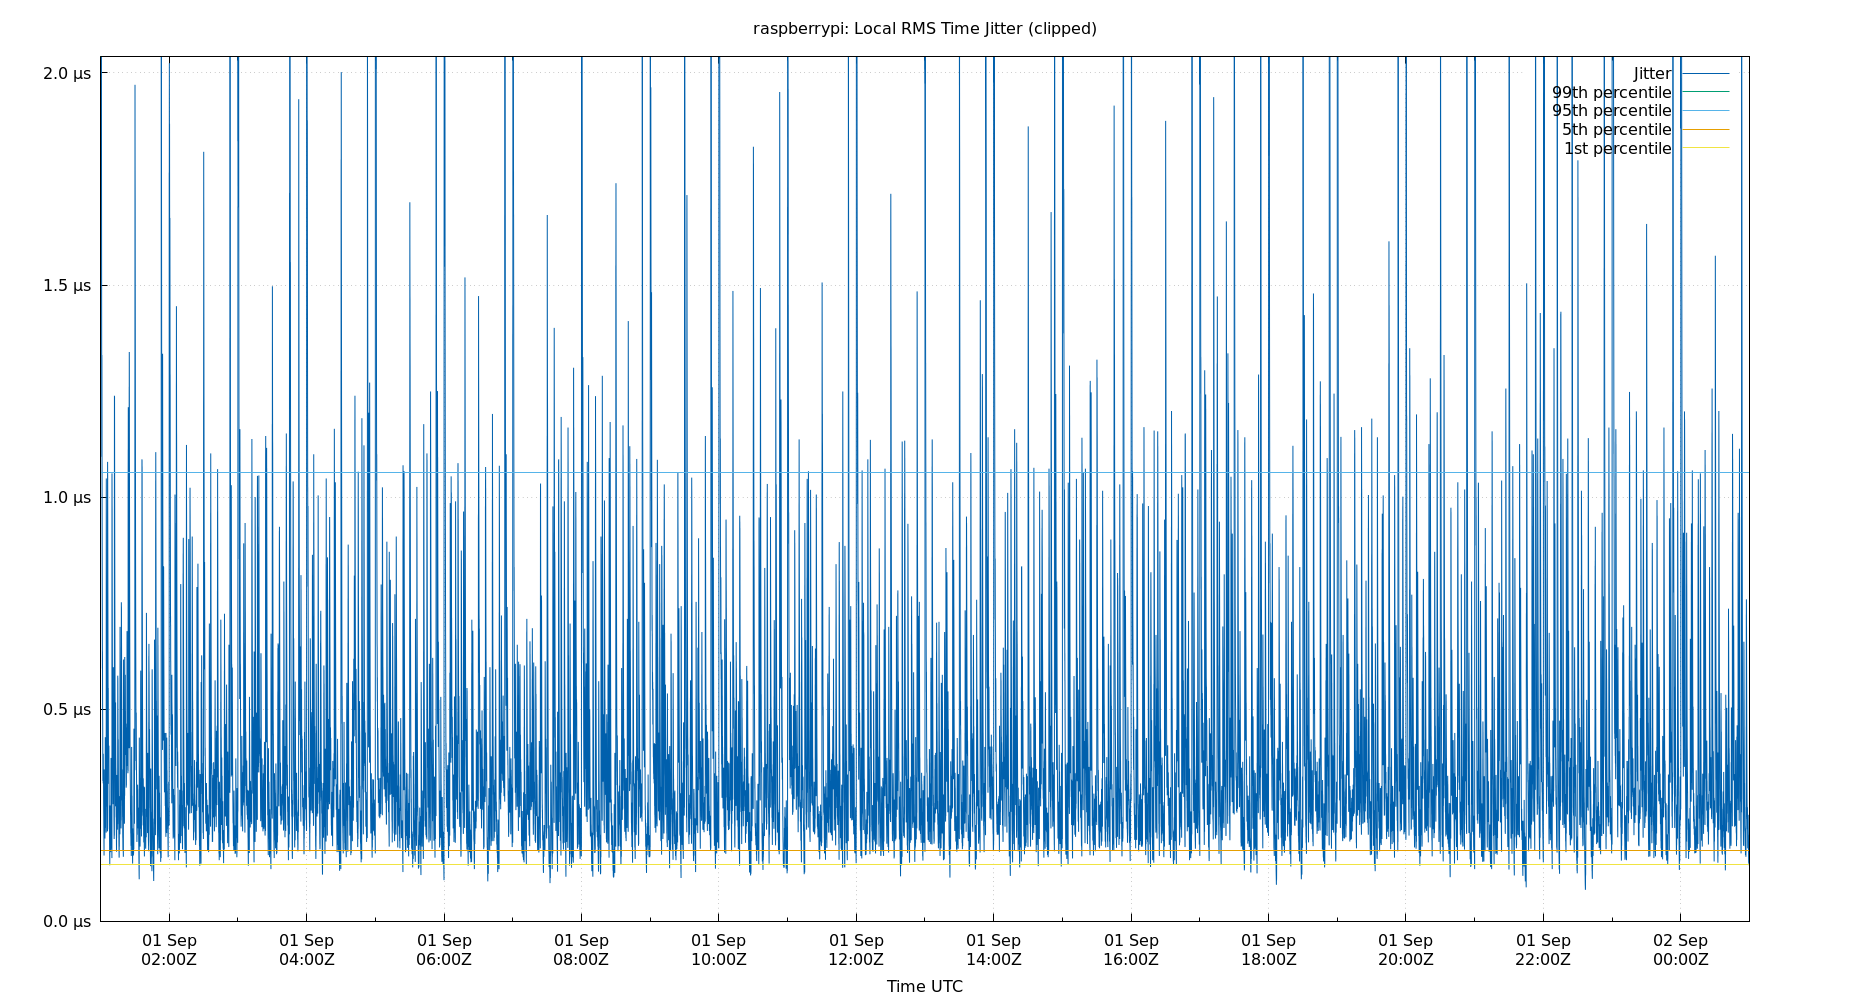 raspberrypi: Local RMS Time Jitter (clipped)
2.0 μs
1.5 μs
1.0 μs
0.5 μs
0.0 μs
Jitter
99th percentile
95th percentile
5th percentile
1st percentile
01 Sep 01 Sep 01 Sep 01 Sep 01 Sep 01 Sep 01 Sep 01 Sep 01 Sep 01 Sep 01 Sep 02 Sep
02:00Z 04:00Z 06:00Z 08:00Z 10:00Z 12:00Z 14:00Z 16:00Z 18:00Z 20:00Z 22:00Z 00:00Z
Time UTC